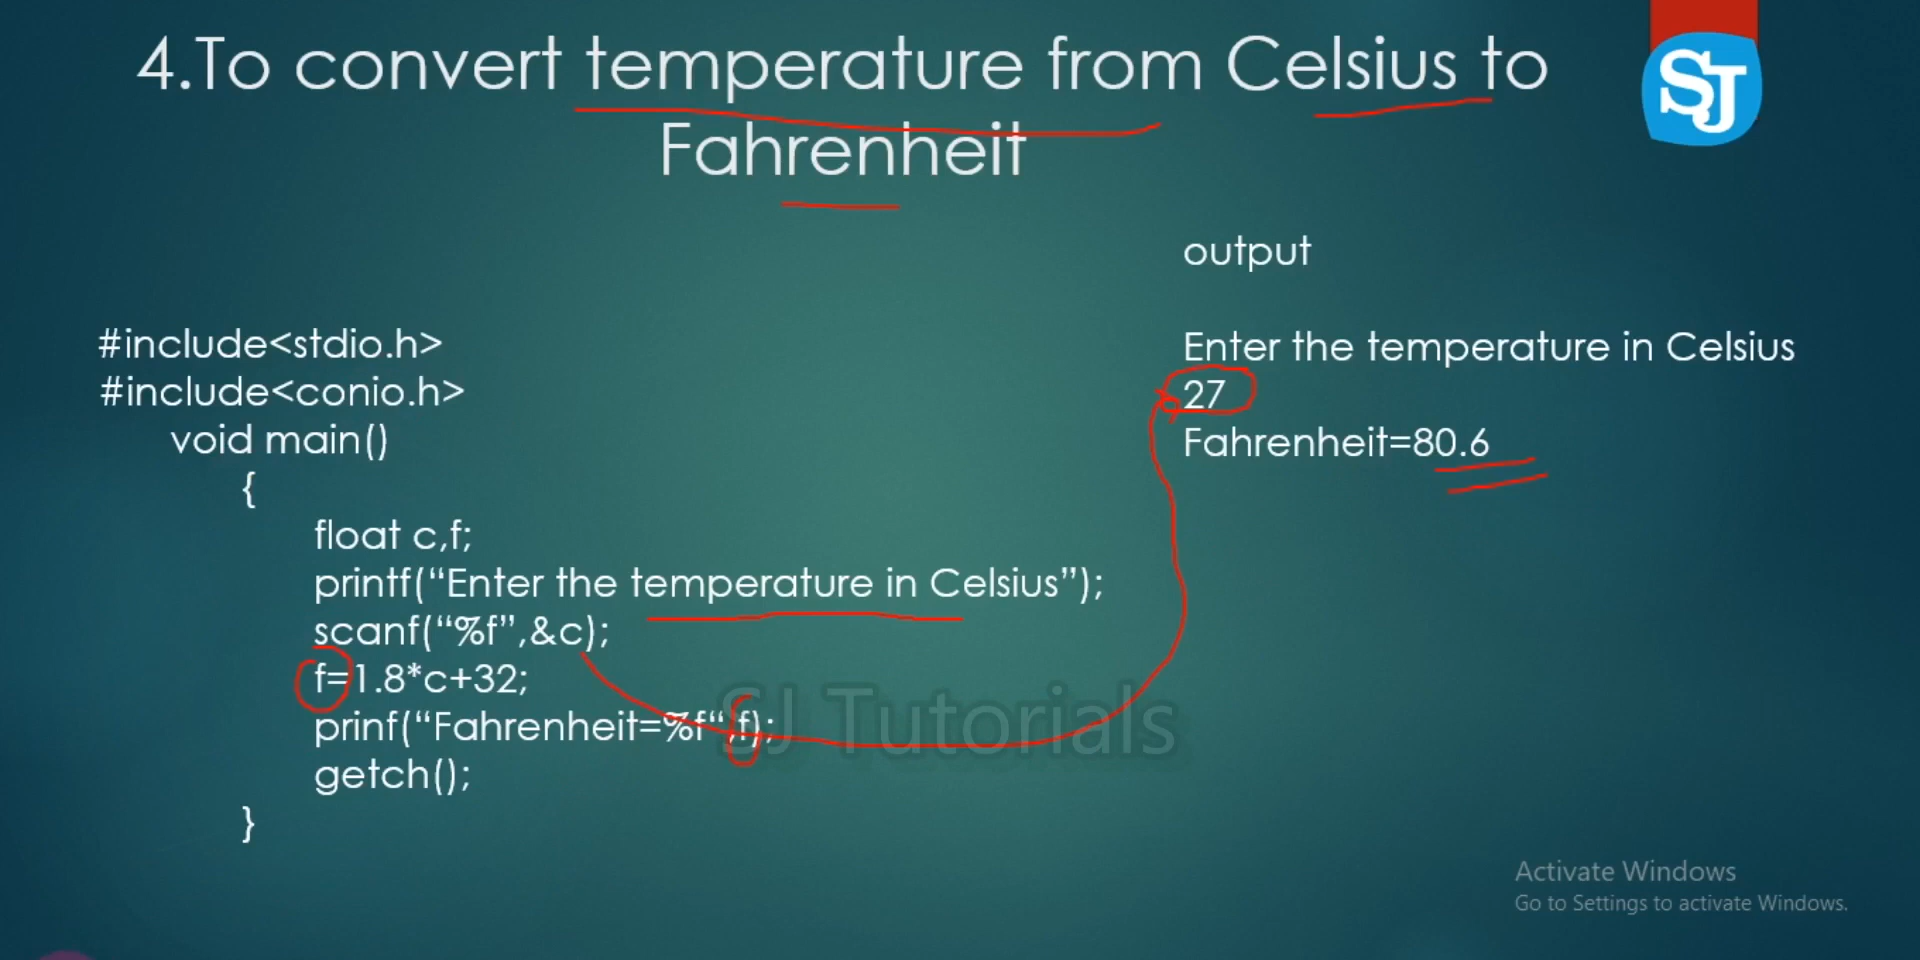 4.To convert temperature from Celsius to
Fahrenheit
SJ
output
Enter the temperature in Celsius
27
Fahrenheit=80.6
#include<stdio.h>
#include<conio.h>
void main()
{
float c,f;
printf(“Enter the temperature in Celsius”);
scanf(“%f”,&c);
f=1.8*c+32;
prinf(“Fahrenheit=%f“,f);
getch();
}
SJ Tutorials
Activate Windows
Go to Settings to activate Windows.